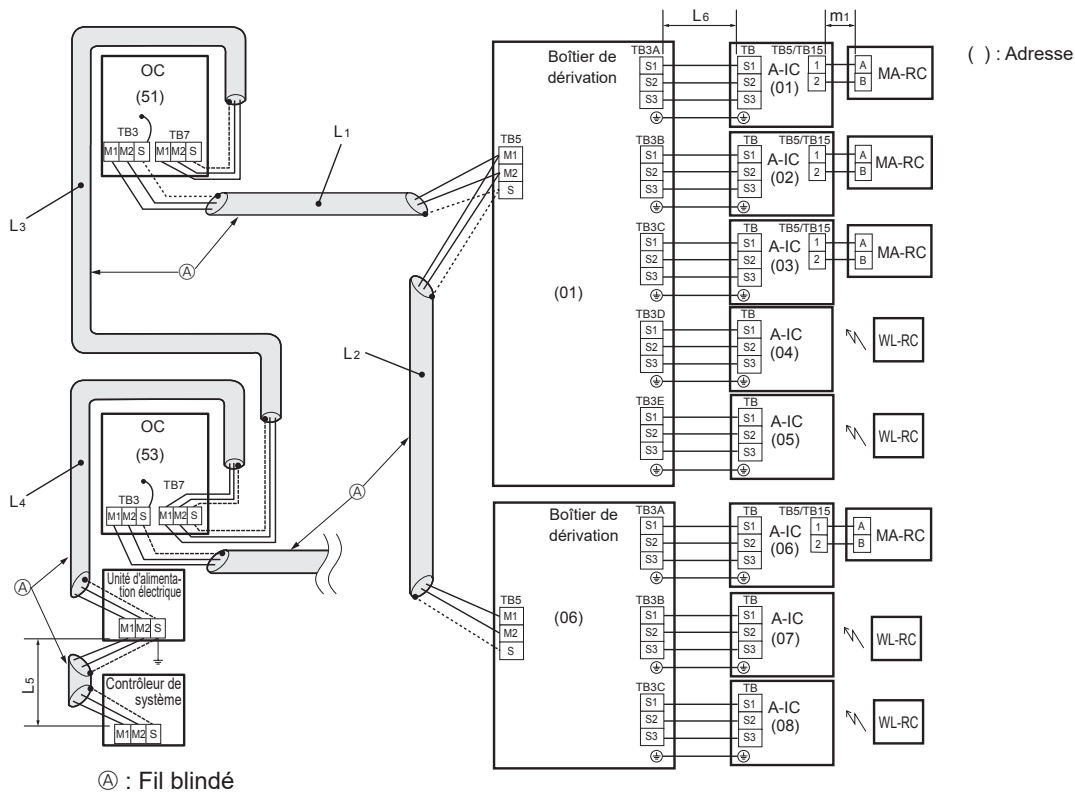 OC
(51)
TB3
TB7
M1 M2 S
M1 M2 S
L3
L1
Ⓐ
OC
(53)
TB3
TB7
M1 M2 S
M1 M2 S
L4
L2
Ⓐ
Ⓐ
Unité d'alimenta-
tion électrique
M1 M2 S
L5
Contrôleur de
système
M1 M2 S
Ⓐ : Fil blindé
Boîtier de
dérivation
TB5
M1
M2
S
(01)
L6
m1
( ) : Adresse
TB3A
S1
S2
S3
TB
S1
S2
S3
A-IC
(01)
TB5/TB15
1
2
A
B
MA-RC
TB3B
S1
S2
S3
TB
S1
S2
S3
A-IC
(02)
TB5/TB15
1
2
A
B
MA-RC
TB3C
S1
S2
S3
TB
S1
S2
S3
A-IC
(03)
TB5/TB15
1
2
A
B
MA-RC
TB3D
S1
S2
S3
TB
S1
S2
S3
A-IC
(04)
WL-RC
TB3E
S1
S2
S3
TB
S1
S2
S3
A-IC
(05)
WL-RC
Boîtier de
dérivation
TB5
M1
M2
S
(06)
TB3A
S1
S2
S3
TB
S1
S2
S3
A-IC
(06)
TB5/TB15
1
2
A
B
MA-RC
TB3B
S1
S2
S3
TB
S1
S2
S3
A-IC
(07)
WL-RC
TB3C
S1
S2
S3
TB
S1
S2
S3
A-IC
(08)
WL-RC